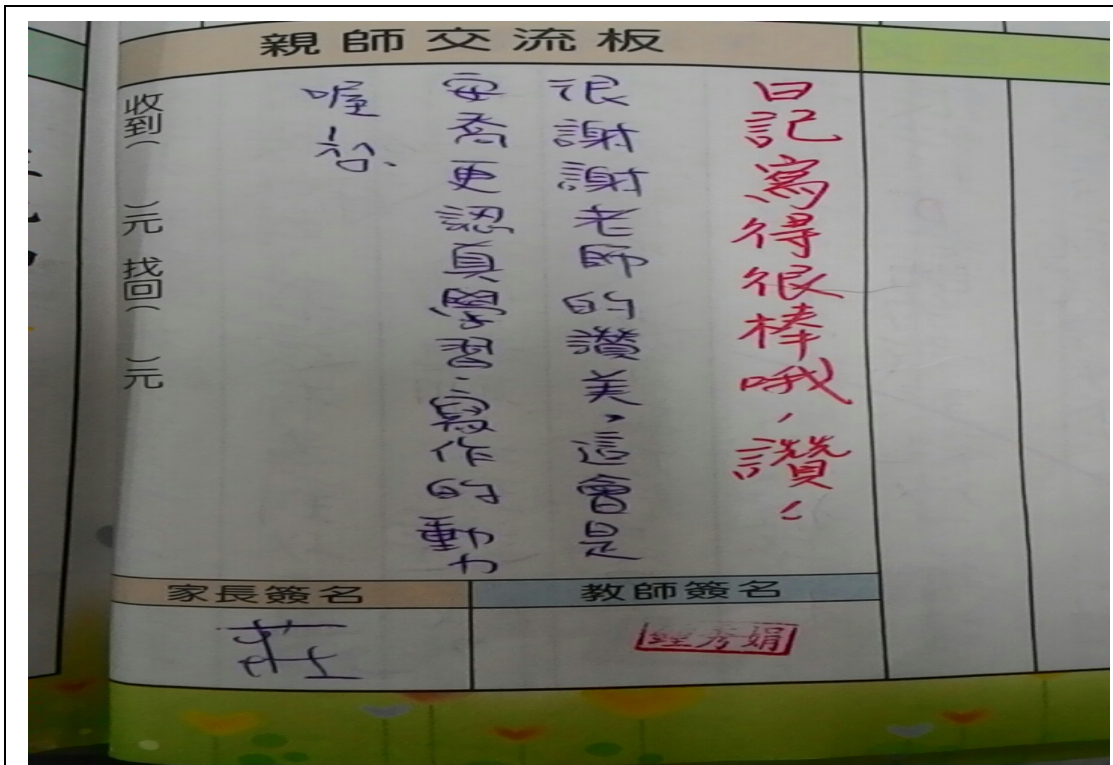 親師交流板
日記寫得很棒哦,讚!
很謝謝老師的讚美,這會是
安喬更認真學習、寫作的動力
喔!
收到( )元 找回( )元
家長簽名
教師簽名
莊
秀娟